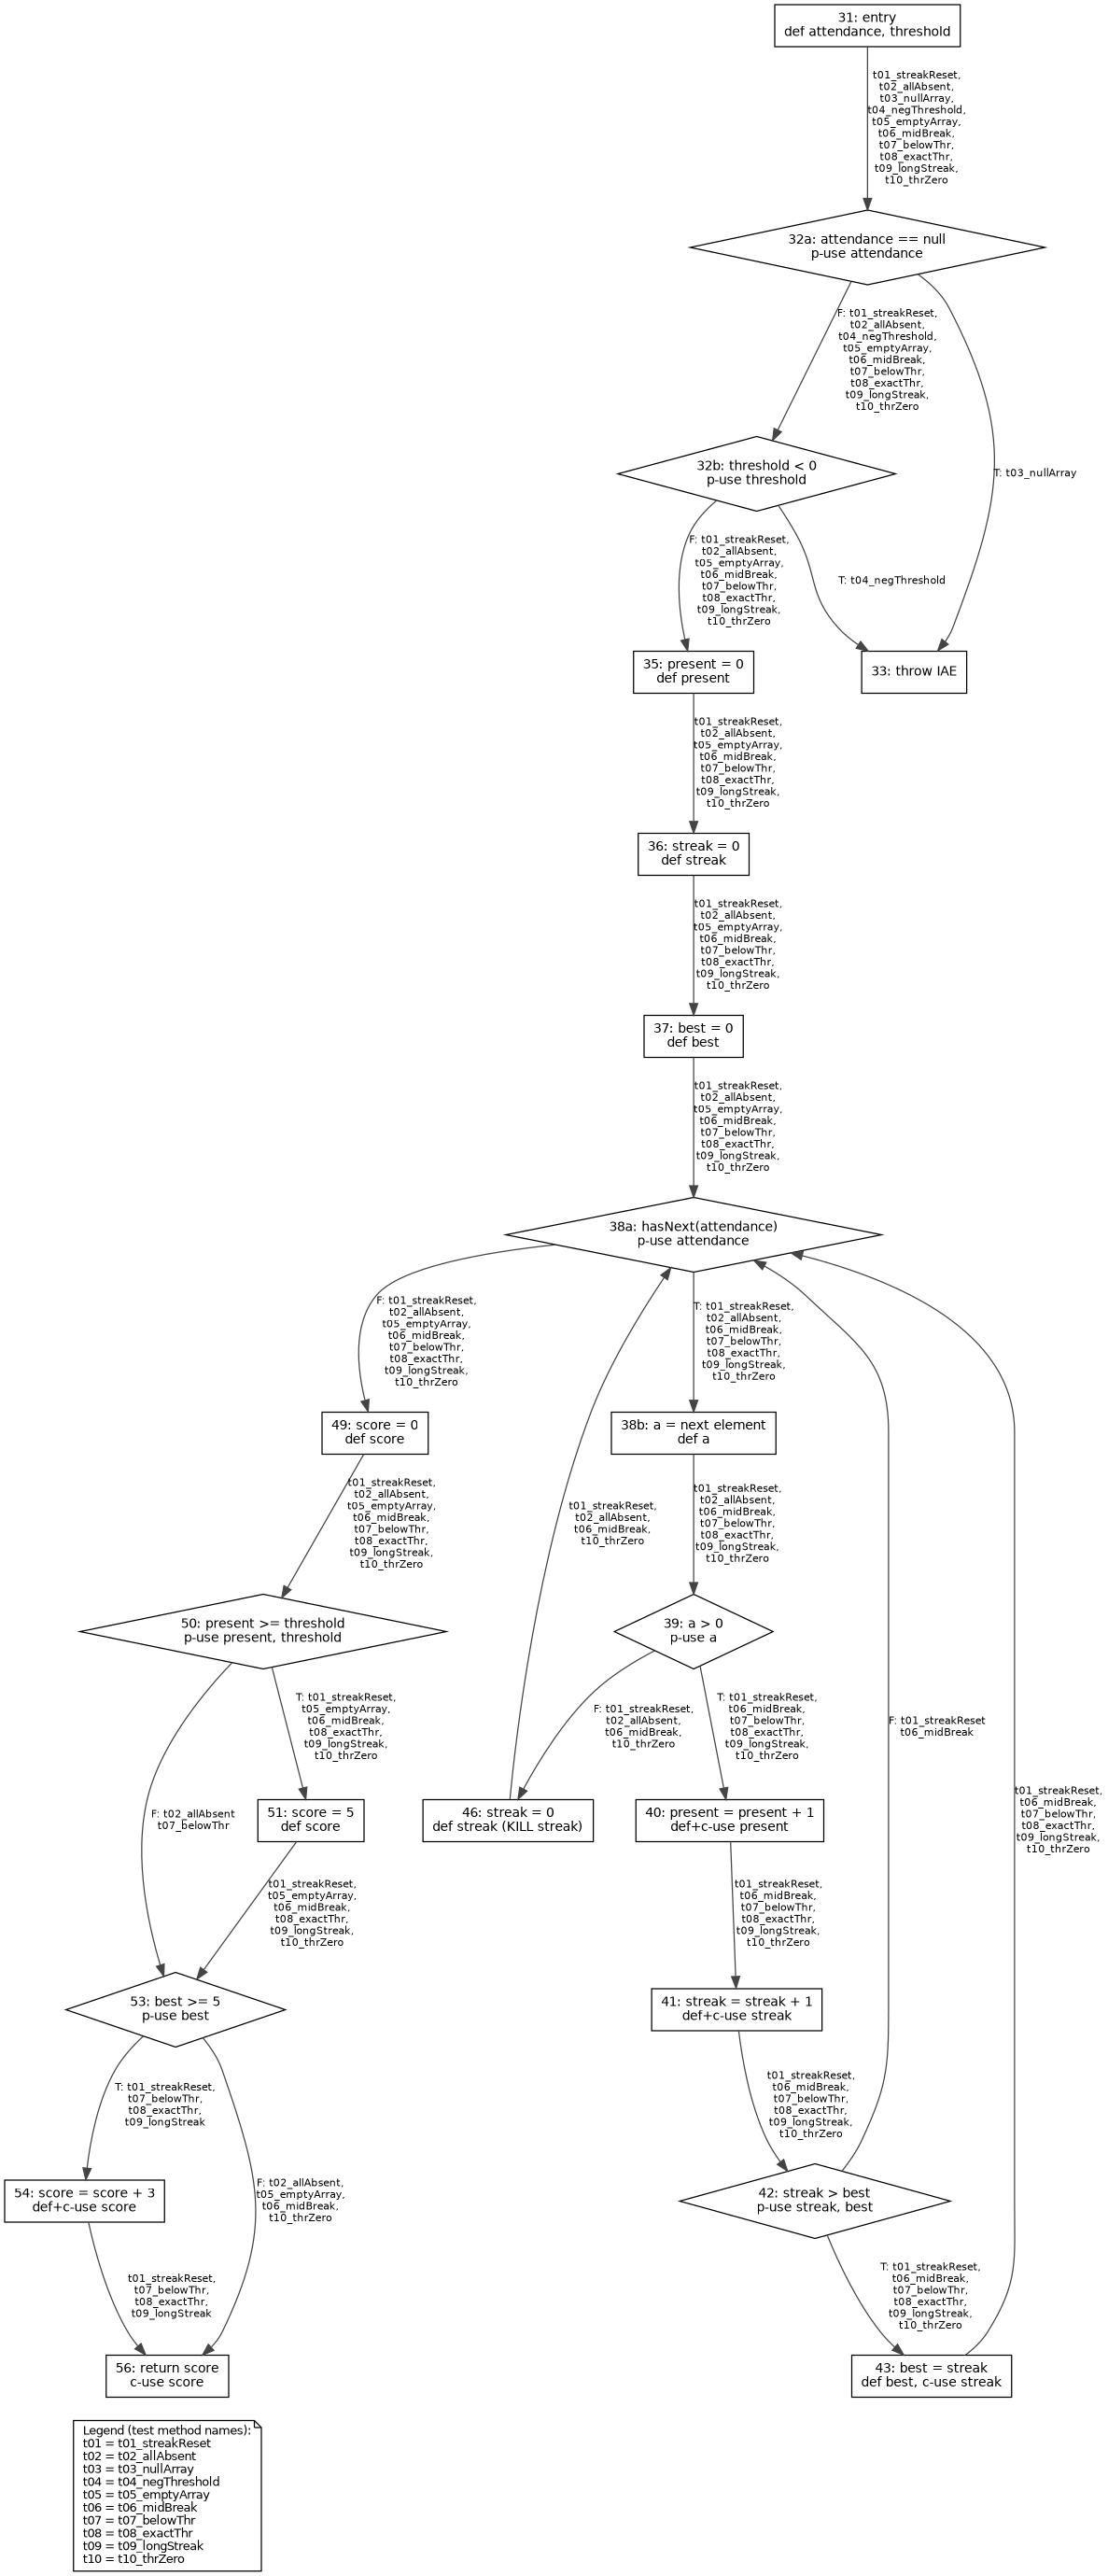 31: entry
def attendance, threshold
t01_streakReset,
t02_allAbsent,
t03_nullArray,
t04_negThreshold,
t05_emptyArray,
t06_midBreak,
t07_belowThr,
t08_exactThr,
t09_longStreak,
t10_thrZero
32a: attendance == null
p-use attendance
F: t01_streakReset,
t02_allAbsent,
t04_negThreshold,
t05_emptyArray,
t06_midBreak,
t07_belowThr,
t08_exactThr,
t09_longStreak,
t10_thrZero
T: t03_nullArray
32b: threshold < 0
p-use threshold
F: t01_streakReset,
t02_allAbsent,
t05_emptyArray,
t06_midBreak,
t07_belowThr,
t08_exactThr,
t09_longStreak,
t10_thrZero
T: t04_negThreshold
35: present = 0
def present
33: throw IAE
t01_streakReset,
t02_allAbsent,
t05_emptyArray,
t06_midBreak,
t07_belowThr,
t08_exactThr,
t09_longStreak,
t10_thrZero
36: streak = 0
def streak
t01_streakReset,
t02_allAbsent,
t05_emptyArray,
t06_midBreak,
t07_belowThr,
t08_exactThr,
t09_longStreak,
t10_thrZero
37: best = 0
def best
t01_streakReset,
t02_allAbsent,
t05_emptyArray,
t06_midBreak,
t07_belowThr,
t08_exactThr,
t09_longStreak,
t10_thrZero
38a: hasNext(attendance)
p-use attendance
F: t01_streakReset,
t02_allAbsent,
t05_emptyArray,
t06_midBreak,
t07_belowThr,
t08_exactThr,
t09_longStreak,
t10_thrZero
T: t01_streakReset,
t02_allAbsent,
t06_midBreak,
t07_belowThr,
t08_exactThr,
t09_longStreak,
t10_thrZero
49: score = 0
def score
38b: a = next element
def a
t01_streakReset,
t02_allAbsent,
t05_emptyArray,
t06_midBreak,
t07_belowThr,
t08_exactThr,
t09_longStreak,
t10_thrZero
t01_streakReset,
t02_allAbsent,
t06_midBreak,
t10_thrZero
t01_streakReset,
t02_allAbsent,
t06_midBreak,
t07_belowThr,
t08_exactThr,
t09_longStreak,
t10_thrZero
50: present >= threshold
p-use present, threshold
39: a > 0
p-use a
T: t01_streakReset,
t05_emptyArray,
t06_midBreak,
t08_exactThr,
t09_longStreak,
t10_thrZero
F: t01_streakReset,
t02_allAbsent,
t06_midBreak,
t10_thrZero
T: t01_streakReset,
t06_midBreak,
t07_belowThr,
t08_exactThr,
t09_longStreak,
t10_thrZero
F: t01_streakReset
t06_midBreak
F: t02_allAbsent
t07_belowThr
51: score = 5
def score
46: streak = 0
def streak (KILL streak)
40: present = present + 1
def+c-use present
t01_streakReset,
t06_midBreak,
t07_belowThr,
t08_exactThr,
t09_longStreak,
t10_thrZero
t01_streakReset,
t05_emptyArray,
t06_midBreak,
t08_exactThr,
t09_longStreak,
t10_thrZero
t01_streakReset,
t06_midBreak,
t07_belowThr,
t08_exactThr,
t09_longStreak,
t10_thrZero
53: best >= 5
p-use best
41: streak = streak + 1
def+c-use streak
T: t01_streakReset,
t07_belowThr,
t08_exactThr,
t09_longStreak
t01_streakReset,
t06_midBreak,
t07_belowThr,
t08_exactThr,
t09_longStreak,
t10_thrZero
54: score = score + 3
def+c-use score
F: t02_allAbsent,
t05_emptyArray,
t06_midBreak,
t10_thrZero
42: streak > best
p-use streak, best
t01_streakReset,
t07_belowThr,
t08_exactThr,
t09_longStreak
T: t01_streakReset,
t06_midBreak,
t07_belowThr,
t08_exactThr,
t09_longStreak,
t10_thrZero
56: return score
c-use score
43: best = streak
def best, c-use streak
Legend (test method names):
t01 = t01_streakReset
t02 = t02_allAbsent
t03 = t03_nullArray
t04 = t04_negThreshold
t05 = t05_emptyArray
t06 = t06_midBreak
t07 = t07_belowThr
t08 = t08_exactThr
t09 = t09_longStreak
t10 = t10_thrZero